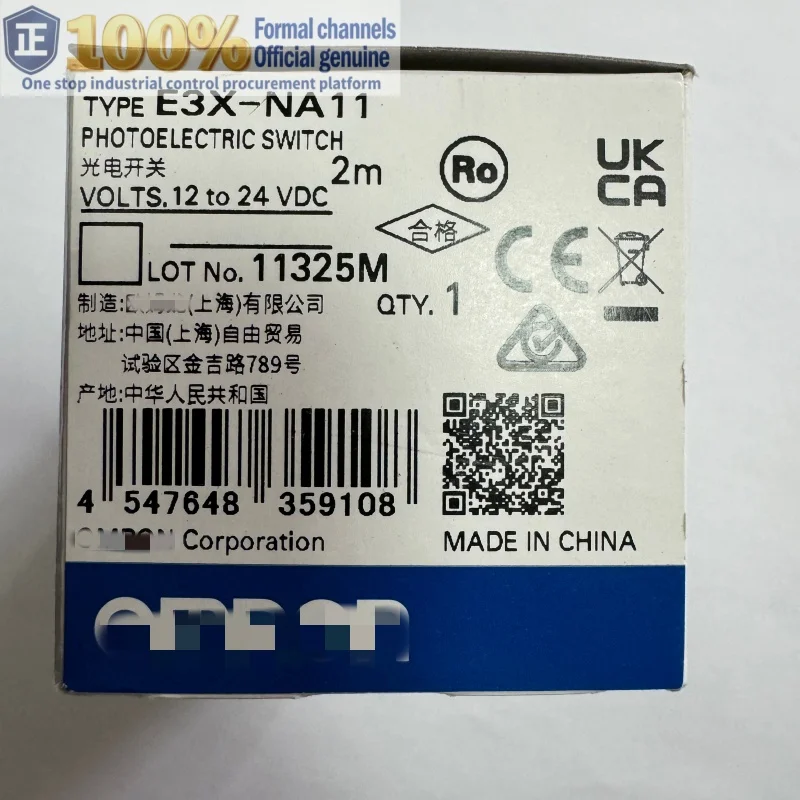 正 100% Formal channels
Official genuine
One stop industrial control procurement platform
TYPE E3X-NA11
PHOTOELECTRIC SWITCH
光电开关 2m
VOLTS. 12 to 24 VDC
Ro
UK
CA
合格
CE
LOT No. 11325M
制造: (上海)有限公司 QTY. 1
地址:中国(上海)自由贸易
试验区金吉路789号
产地:中华人民共和国
4 547648 359108
Corporation MADE IN CHINA